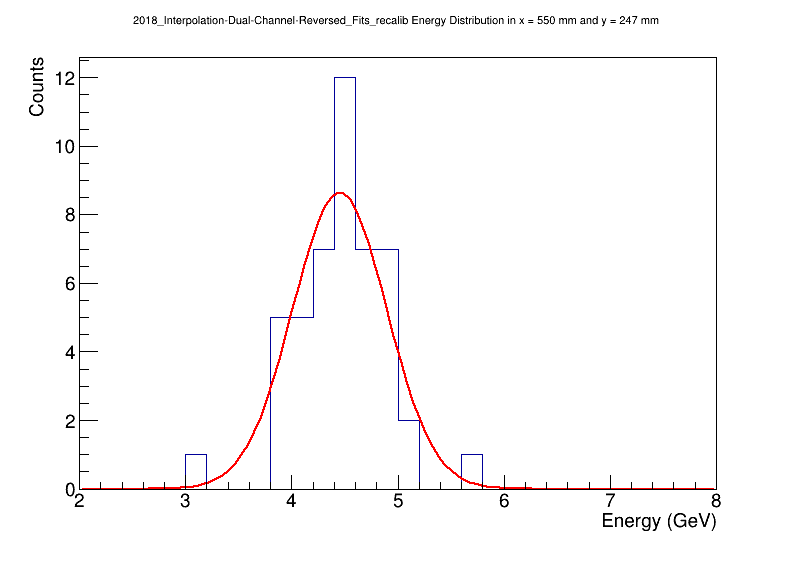 2018_Interpolation-Dual-Channel-Reversed_Fits_recalib Energy Distribution in x = 550 mm and y = 247 mm
Counts
12
10
8
6
4
2
0
2 3 4 5 6 7 8
Energy (GeV)